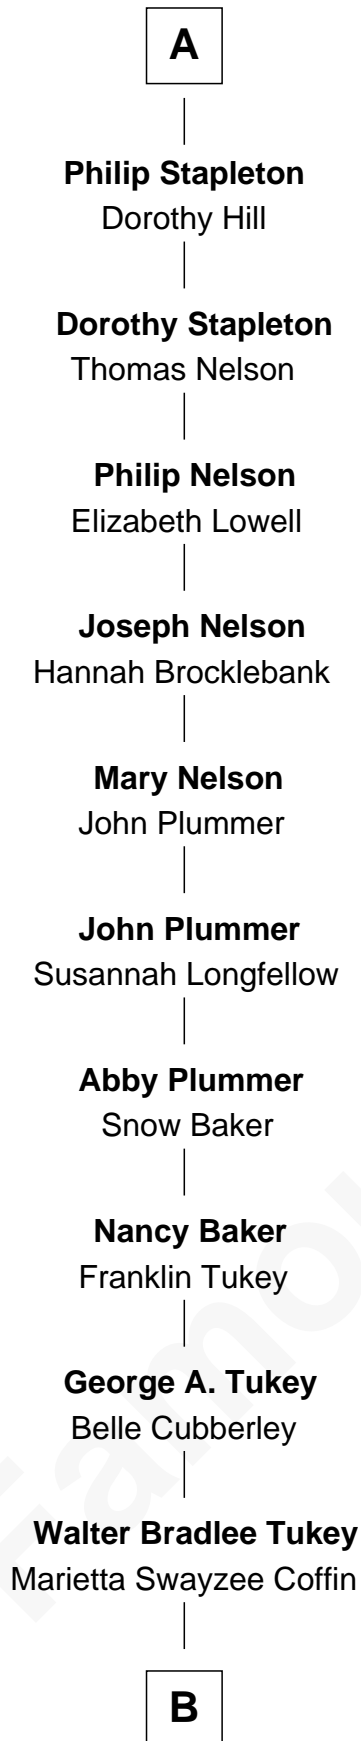 A
Philip Stapleton
Dorothy Hill
Dorothy Stapleton
Thomas Nelson
Philip Nelson
Elizabeth Lowell
Joseph Nelson
Hannah Brocklebank
Mary Nelson
John Plummer
John Plummer
Susannah Longfellow
Abby Plummer
Snow Baker
Nancy Baker
Franklin Tukey
George A. Tukey
Belle Cubberley
Walter Bradlee Tukey
Marietta Swayzee Coffin
B